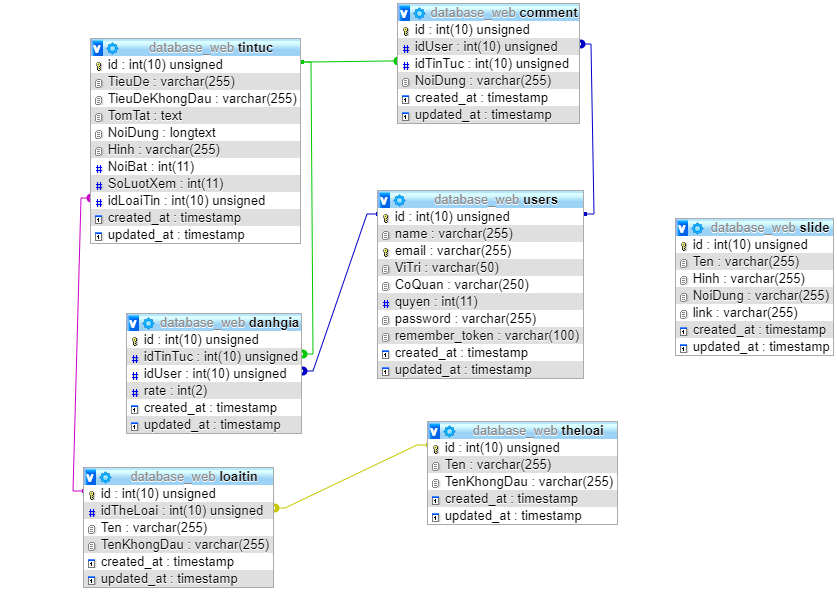 database_web comment
id : int(10) unsigned
idUser : int(10) unsigned
idTinTuc : int(10) unsigned
NoiDung : varchar(255)
created_at : timestamp
updated_at : timestamp
database_web tintuc
id : int(10) unsigned
TieuDe : varchar(255)
TieuDeKhongDau : varchar(255)
TomTat : text
NoiDung : longtext
Hinh : varchar(255)
NoiBat : int(11)
SoLuotXem : int(11)
idLoaiTin : int(10) unsigned
created_at : timestamp
updated_at : timestamp
database_web users
id : int(10) unsigned
name : varchar(255)
email : varchar(255)
ViTri : varchar(50)
CoQuan : varchar(250)
quyen : int(11)
password : varchar(255)
remember_token : varchar(100)
created_at : timestamp
updated_at : timestamp
database_web slide
id : int(10) unsigned
Ten : varchar(255)
Hinh : varchar(255)
NoiDung : varchar(255)
link : varchar(255)
created_at : timestamp
updated_at : timestamp
database_web danhgia
id : int(10) unsigned
idTinTuc : int(10) unsigned
idUser : int(10) unsigned
rate : int(2)
created_at : timestamp
updated_at : timestamp
database_web theloai
id : int(10) unsigned
Ten : varchar(255)
TenKhongDau : varchar(255)
created_at : timestamp
updated_at : timestamp
database_web loaitin
id : int(10) unsigned
idTheLoai : int(10) unsigned
Ten : varchar(255)
TenKhongDau : varchar(255)
created_at : timestamp
updated_at : timestamp